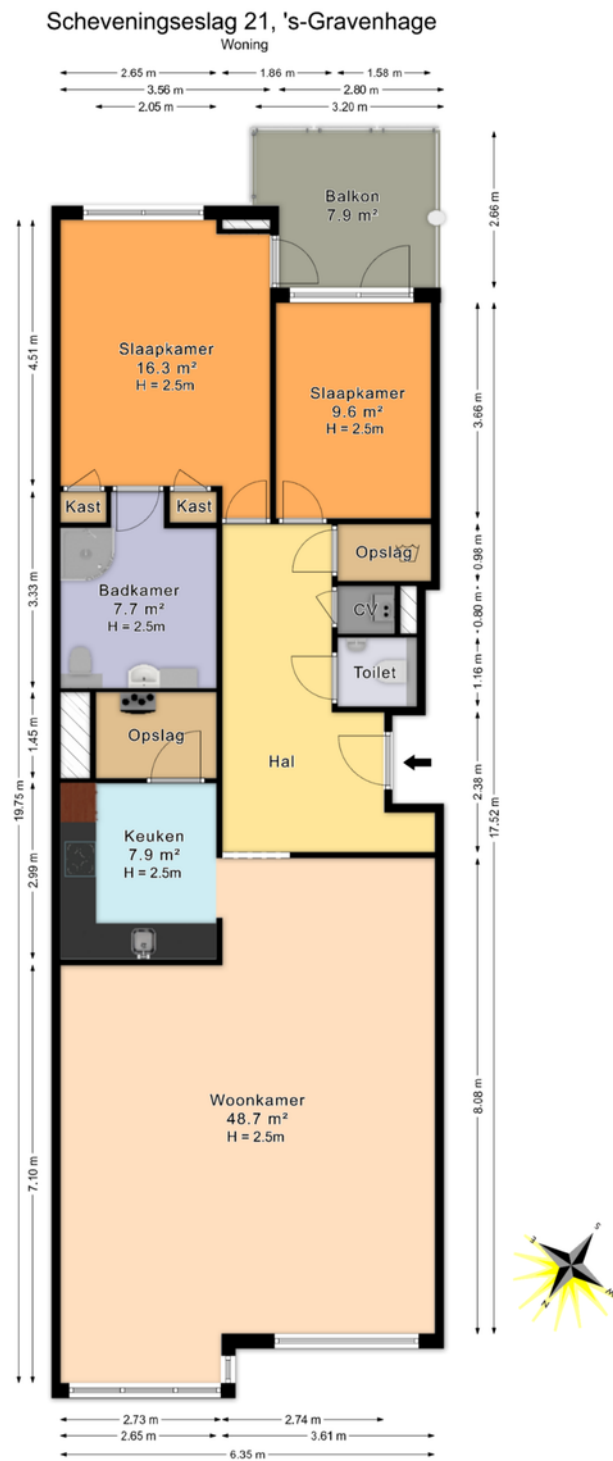 Scheveningseslag 21, 's-Gravenhage
Woning
2.65 m 1.86 m 1.58 m
3.56 m 2.80 m
2.05 m 3.20 m
Balkon
7.9 m²
2.66 m
Slaapkamer
16.3 m²
H = 2.5m
4.51 m
Slaapkamer
9.6 m²
H = 2.5m
3.66 m
Kast Kast
Opslag
0.98 m
Badkamer
7.7 m²
H = 2.5m
3.33 m
CV
0.80 m
Toilet
1.16 m
Opslag
1.45 m
Hal
2.38 m
19.75 m
17.52 m
Keuken
7.9 m²
H = 2.5m
2.99 m
Woonkamer
48.7 m²
H = 2.5m
7.10 m
8.08 m
S
E
W
N
2.73 m 2.74 m
2.65 m 3.61 m
6.35 m